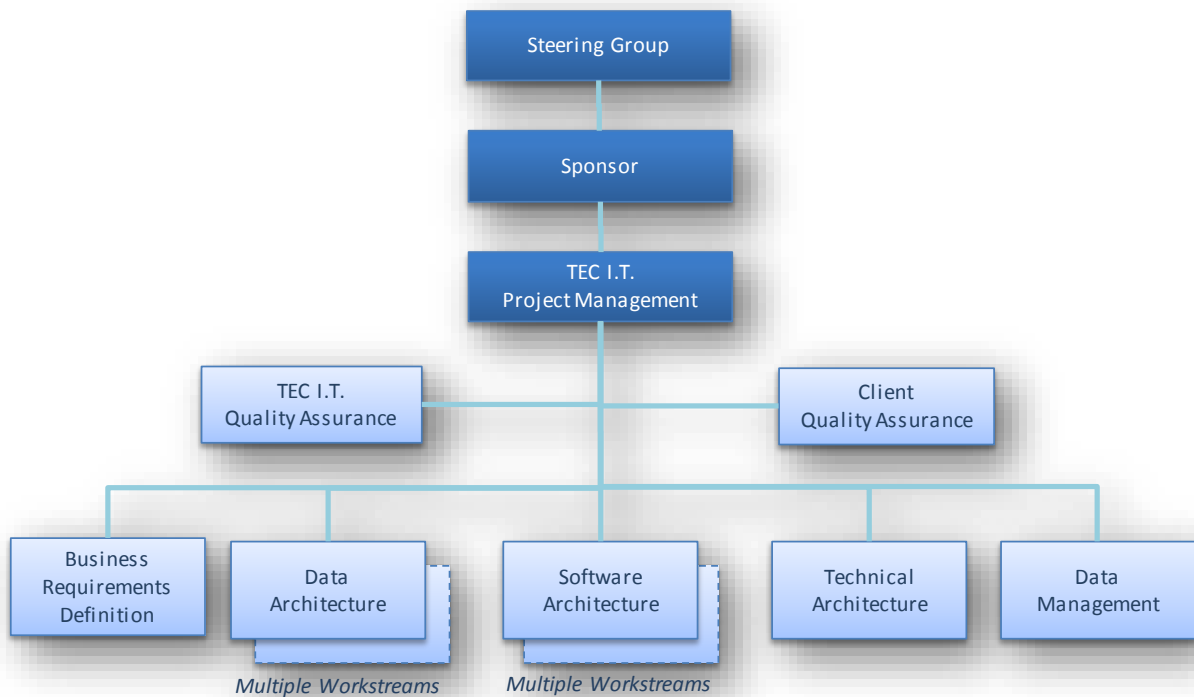 Steering Group
Sponsor
TEC I.T.
Project Management
TEC I.T.
Quality Assurance
Client
Quality Assurance
Business
Requirements
Definition
Data
Architecture
Software
Architecture
Technical
Architecture
Data
Management
Multiple Workstreams
Multiple Workstreams